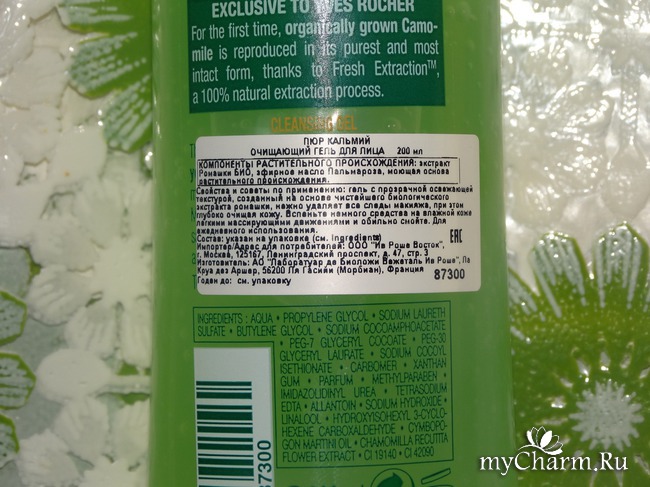 EXCLUSIVE TO YVES ROCHER
For the first time, organically grown Camo-
mile is reproduced in its purest and most
intact form, thanks to Fresh Extraction™,
a 100% natural extraction process.
CLEANSING GEL
ПЮР КАЛЬМИЙ
ОЧИЩАЮЩИЙ ГЕЛЬ ДЛЯ ЛИЦА 200 мл
КОМПОНЕНТЫ РАСТИТЕЛЬНОГО ПРОИСХОЖДЕНИЯ: экстракт
Ромашки БИО, эфирное масло Пальмароза, моющая основа
растительного происхождения.
Свойства и советы по применению: гель с прозрачной освежающей
текстурой, созданный на основе чистейшего биологического
экстракта ромашки, нежно удаляет все следы макияжа, при этом
глубоко очищая кожу. Вспеньте немного средства на влажной коже
легкими массирующими движениями и обильно смойте. Для
ежедневного использования.
Состав: указан на упаковке (см. Ingredients)
Импортер/Адрес для потребителей: ООО "Ив Роше Восток",
г. Москва, 125167, Ленинградский проспект, д. 47, стр. 3
Изготовитель: АО "Лаборатуар де Биоложи Вежеталь Ив Роше", Ла
Круа дез Аршер, 56200 Ля Гасийи (Морбиан), Франция
Годен до: см. упаковку
EAC
87300
INGREDIENTS : AQUA • PROPYLENE GLYCOL • SODIUM LAURETH
SULFATE • BUTYLENE GLYCOL • SODIUM COCOAMPHOACETATE
• PEG-7 GLYCERYL COCOATE • PEG-30
GLYCERYL LAURATE • SODIUM COCOYL
ISETHIONATE • CARBOMER • XANTHAN
GUM • PARFUM • METHYLPARABEN
IMIDAZOLIDINYL UREA • TETRASODIUM
EDTA • ALLANTOIN • SODIUM HYDROXIDE •
LINALOOL • HYDROXYISOHEXYL 3-CYCLO-
HEXENE CARBOXALDEHYDE • CYMBOPO-
GON MARTINI OIL • CHAMOMILLA RECUTITA
FLOWER EXTRACT • CI 19140 • CI 42090
87300
myCharm.Ru